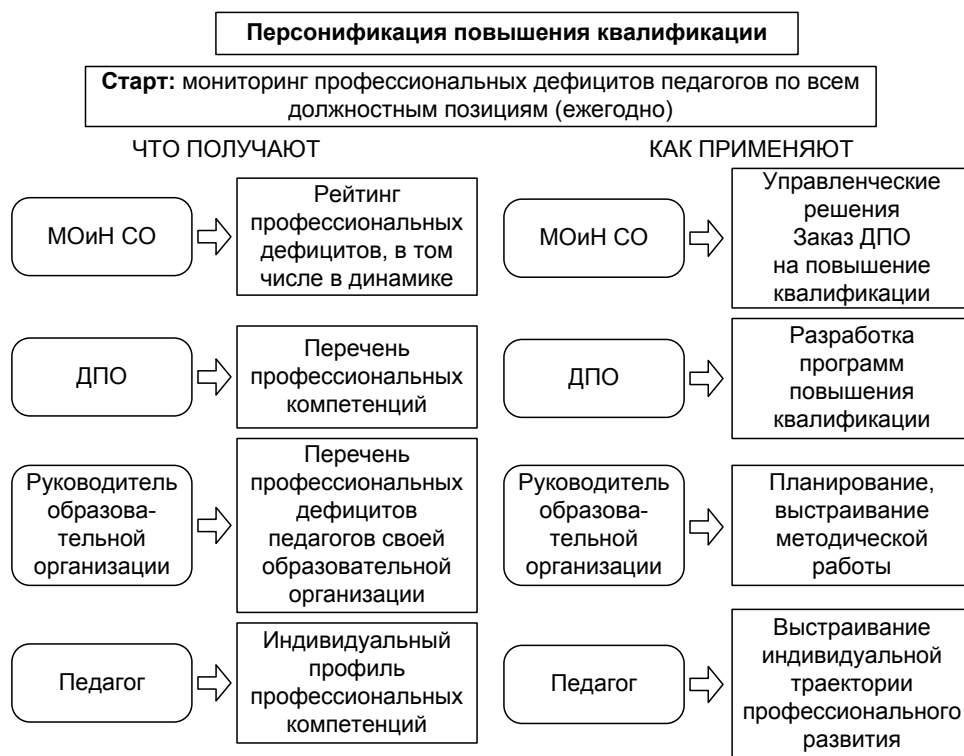 Персонификация повышения квалификации
Старт: мониторинг профессиональных дефицитов педагогов по всем
должностным позициям (ежегодно)
ЧТО ПОЛУЧАЮТ
КАК ПРИМЕНЯЮТ
МОиН СО
Рейтинг
профессиональных
дефицитов, в том
числе в динамике
МОиН СО
Управленческие
решения
Заказ ДПО
на повышение
квалификации
ДПО
Перечень
профессиональных
компетенций
ДПО
Разработка
программ
повышения
квалификации
Руководитель
образова-
тельной
организации
Перечень
профессиональных
дефицитов
педагогов своей
образовательной
организации
Руководитель
образова-
тельной
организации
Планирование,
выстраивание
методической
работы
Педагог
Индивидуальный
профиль
профессиональных
компетенций
Педагог
Выстраивание
индивидуальной
траектории
профессионального
развития